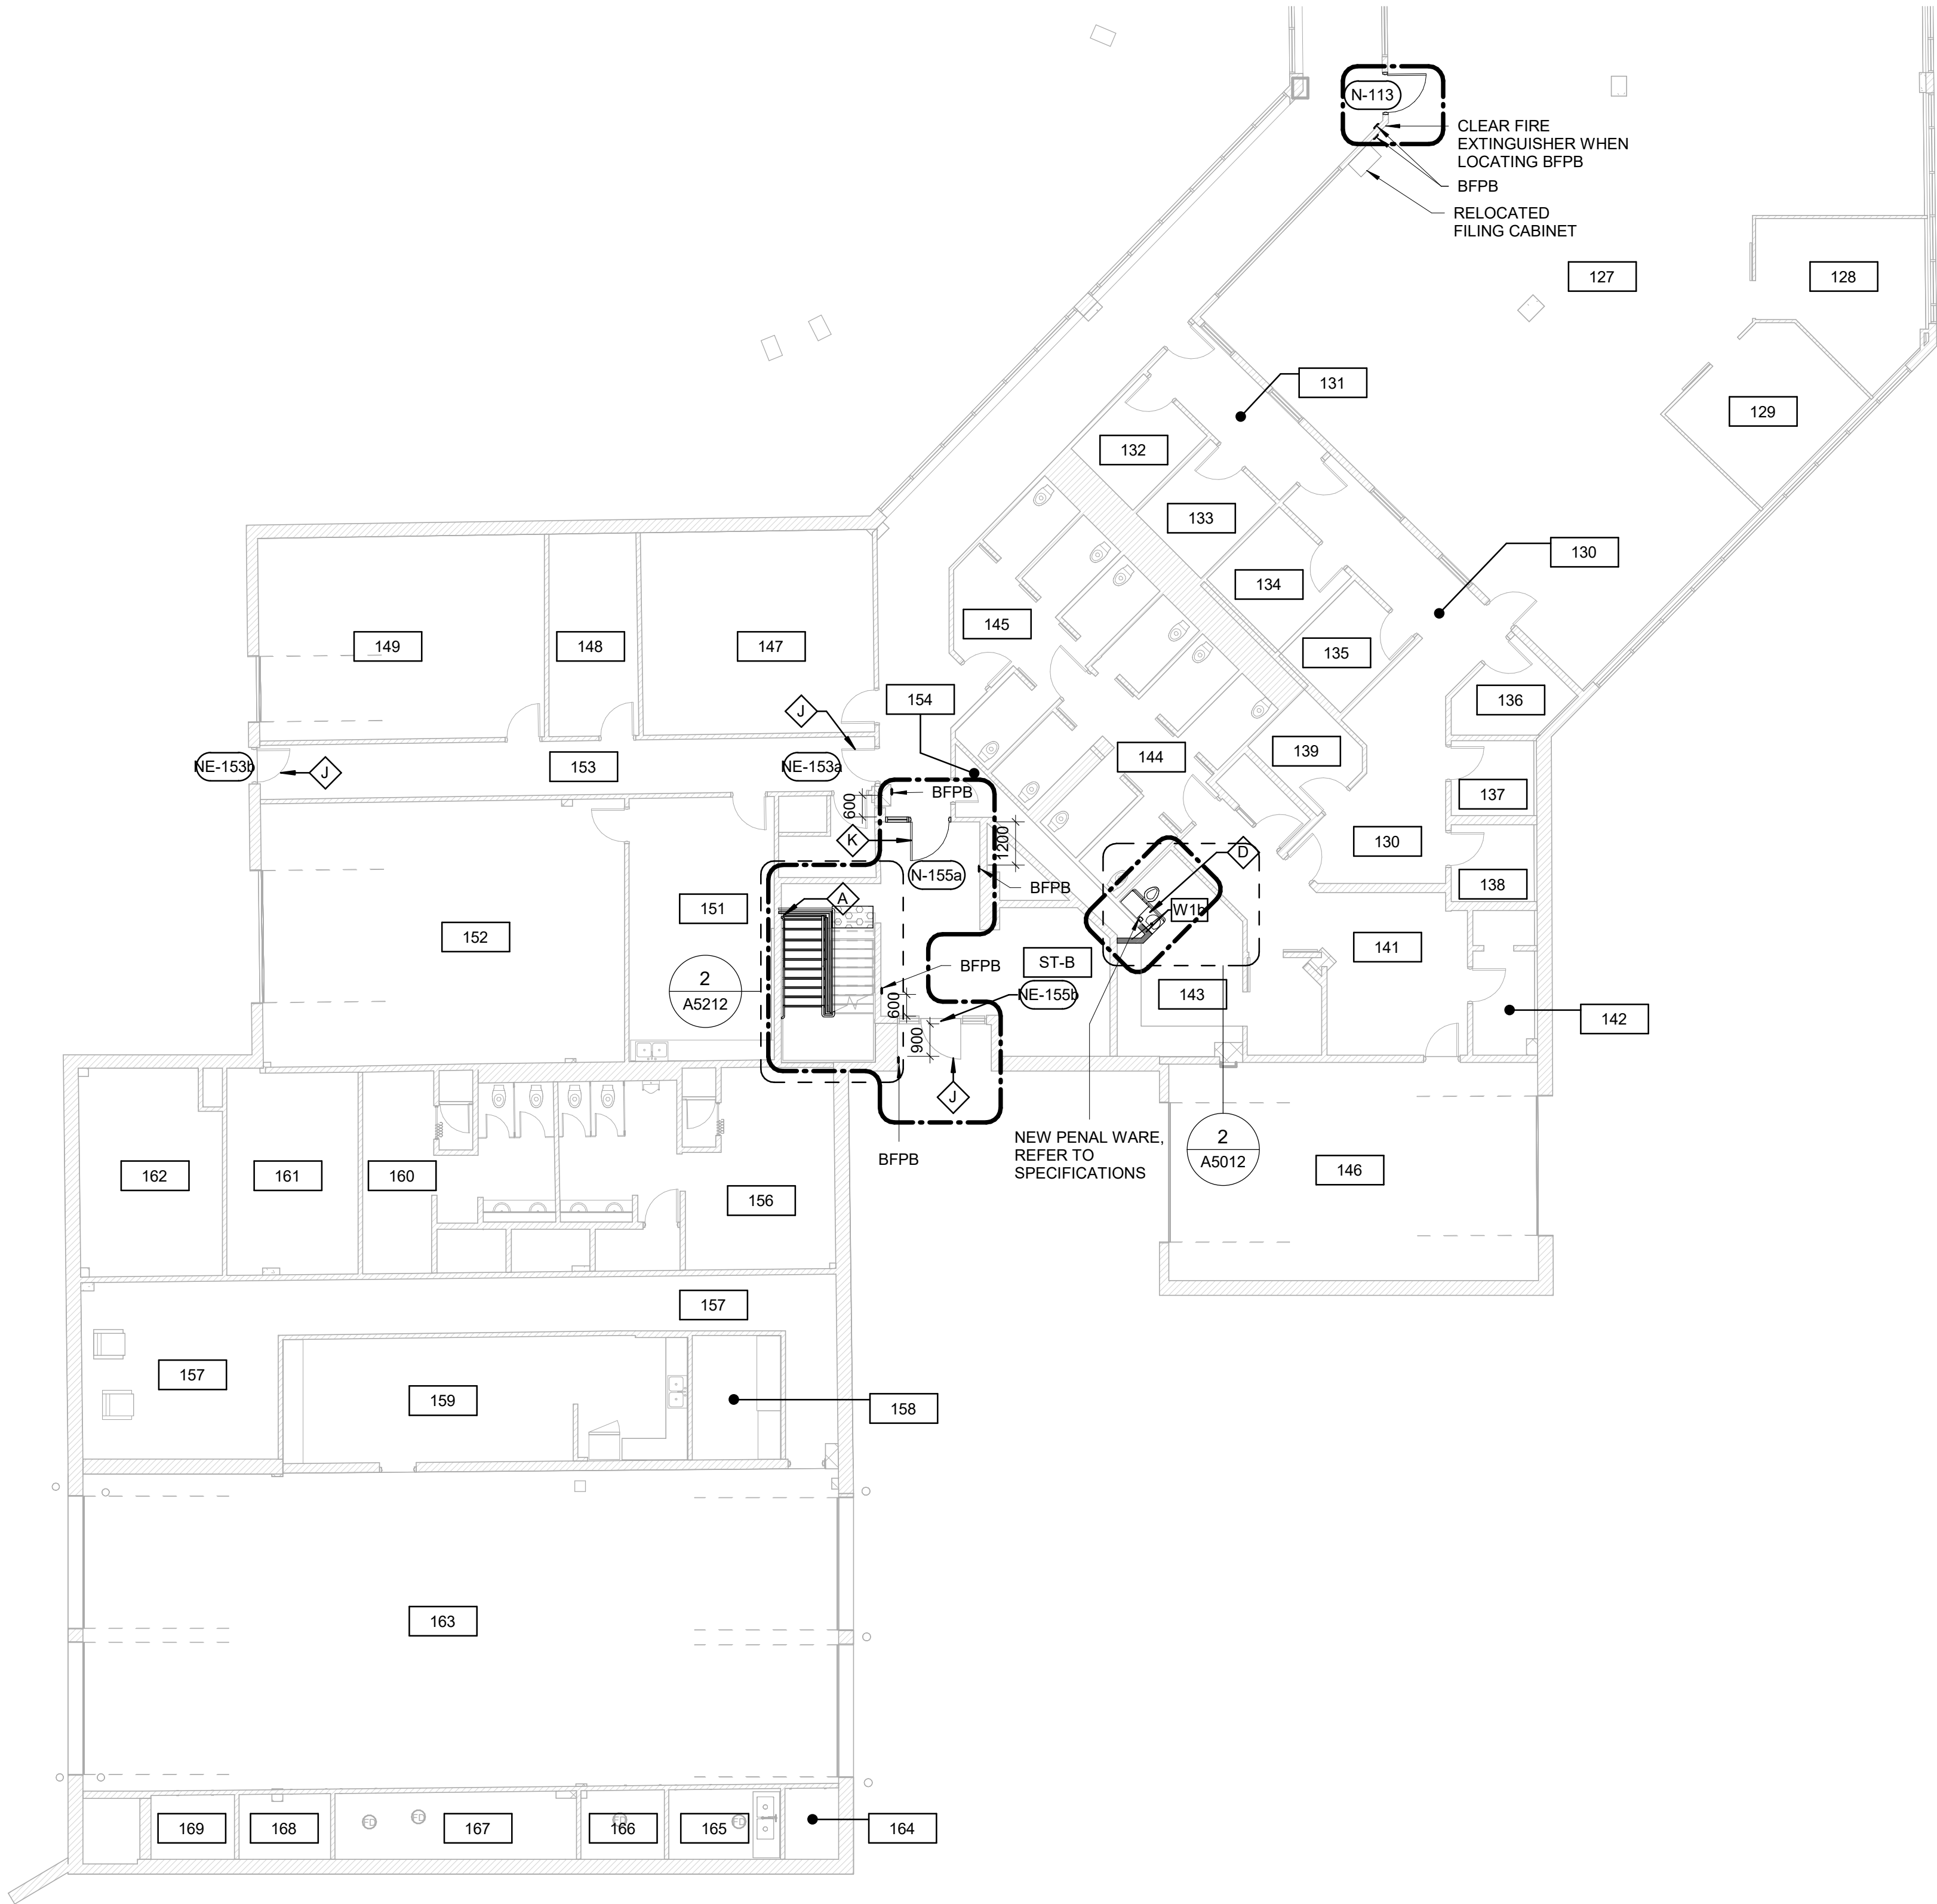 N-113
CLEAR FIRE
EXTINGUISHER WHEN
LOCATING BFPB
BFPB
RELOCATED
FILING CABINET
127
128
131
129
132
133
130
134
145
135
149
148
147
136
154
J
139
144
NE-153b
J
153
NE-153a
137
BFPB
600
K
1200
130
D
N-155a
138
BFPB
A
W1b
151
152
141
BFPB
ST-B
2
A5212
NE-155b
143
600
142
900
J
NEW PENAL WARE,
REFER TO
SPECIFICATIONS
2
A5012
BFPB
146
162
161
160
156
157
157
159
158
163
FD
FD
FD
FD
169
168
167
166
165
164